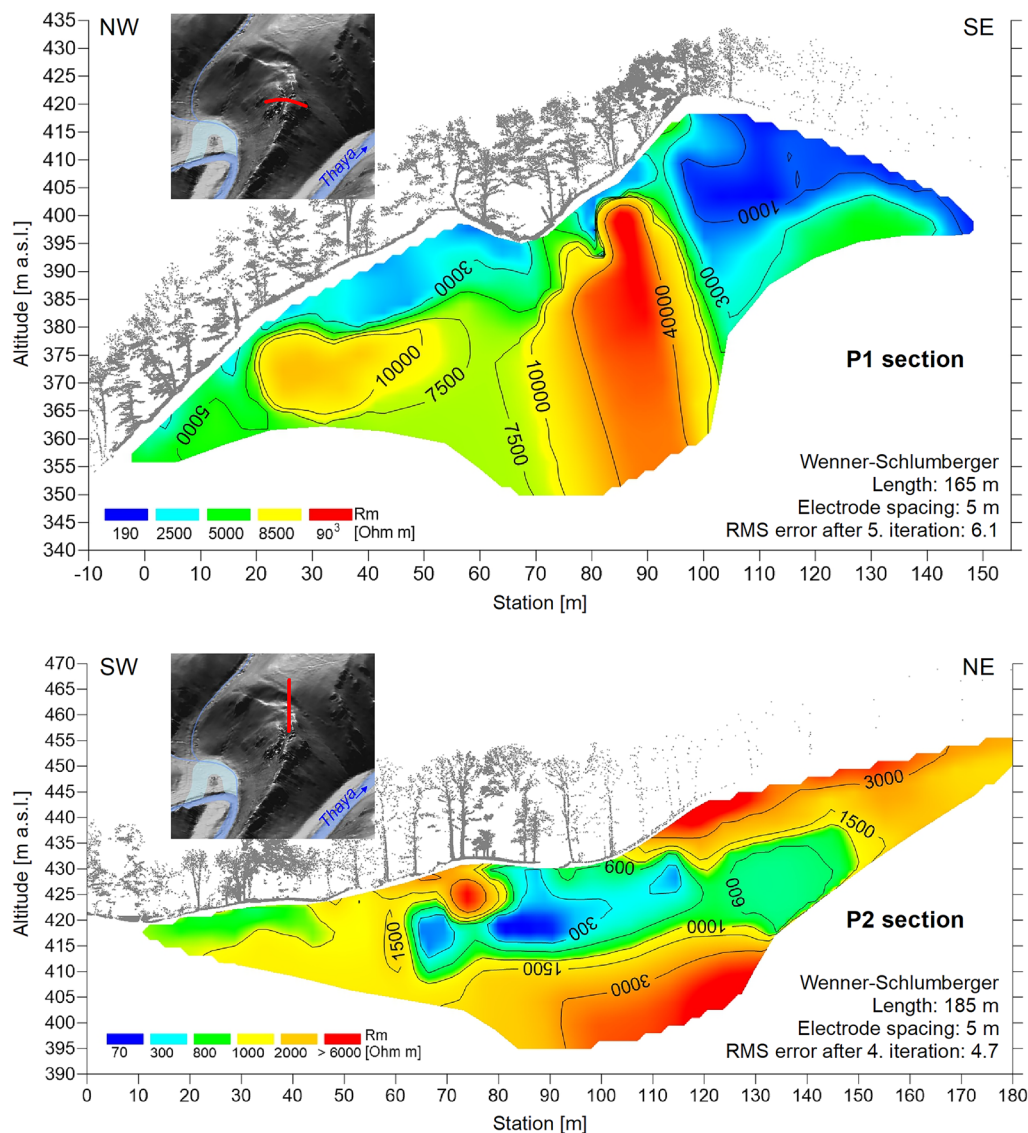 NW
SE
Thaya
435
430
425
420
415
410
405
400
395
390
385
380
375
370
365
360
355
350
345
340
Altitude [m a.s.l.]
1000
3000
3000
40000
10000
7500
10000
7500
5000
P1 section
Wenner-Schlumberger
Length: 165 m
Electrode spacing: 5 m
RMS error after 5. iteration: 6.1
190 2500 5000 8500 90³
Rm
[Ohm m]
-10 0 10 20 30 40 50 60 70 80 90 100 110 120 130 140 150
Station [m]
SW
NE
Thaya
470
465
460
455
450
445
440
435
430
425
420
415
410
405
400
395
390
Altitude [m a.s.l.]
3000
1500
600
600
300
1000
1500
1500
3000
P2 section
Wenner-Schlumberger
Length: 185 m
Electrode spacing: 5 m
RMS error after 4. iteration: 4.7
70 300 800 1000 2000 > 6000
Rm
[Ohm m]
0 10 20 30 40 50 60 70 80 90 100 110 120 130 140 150 160 170 180
Station [m]